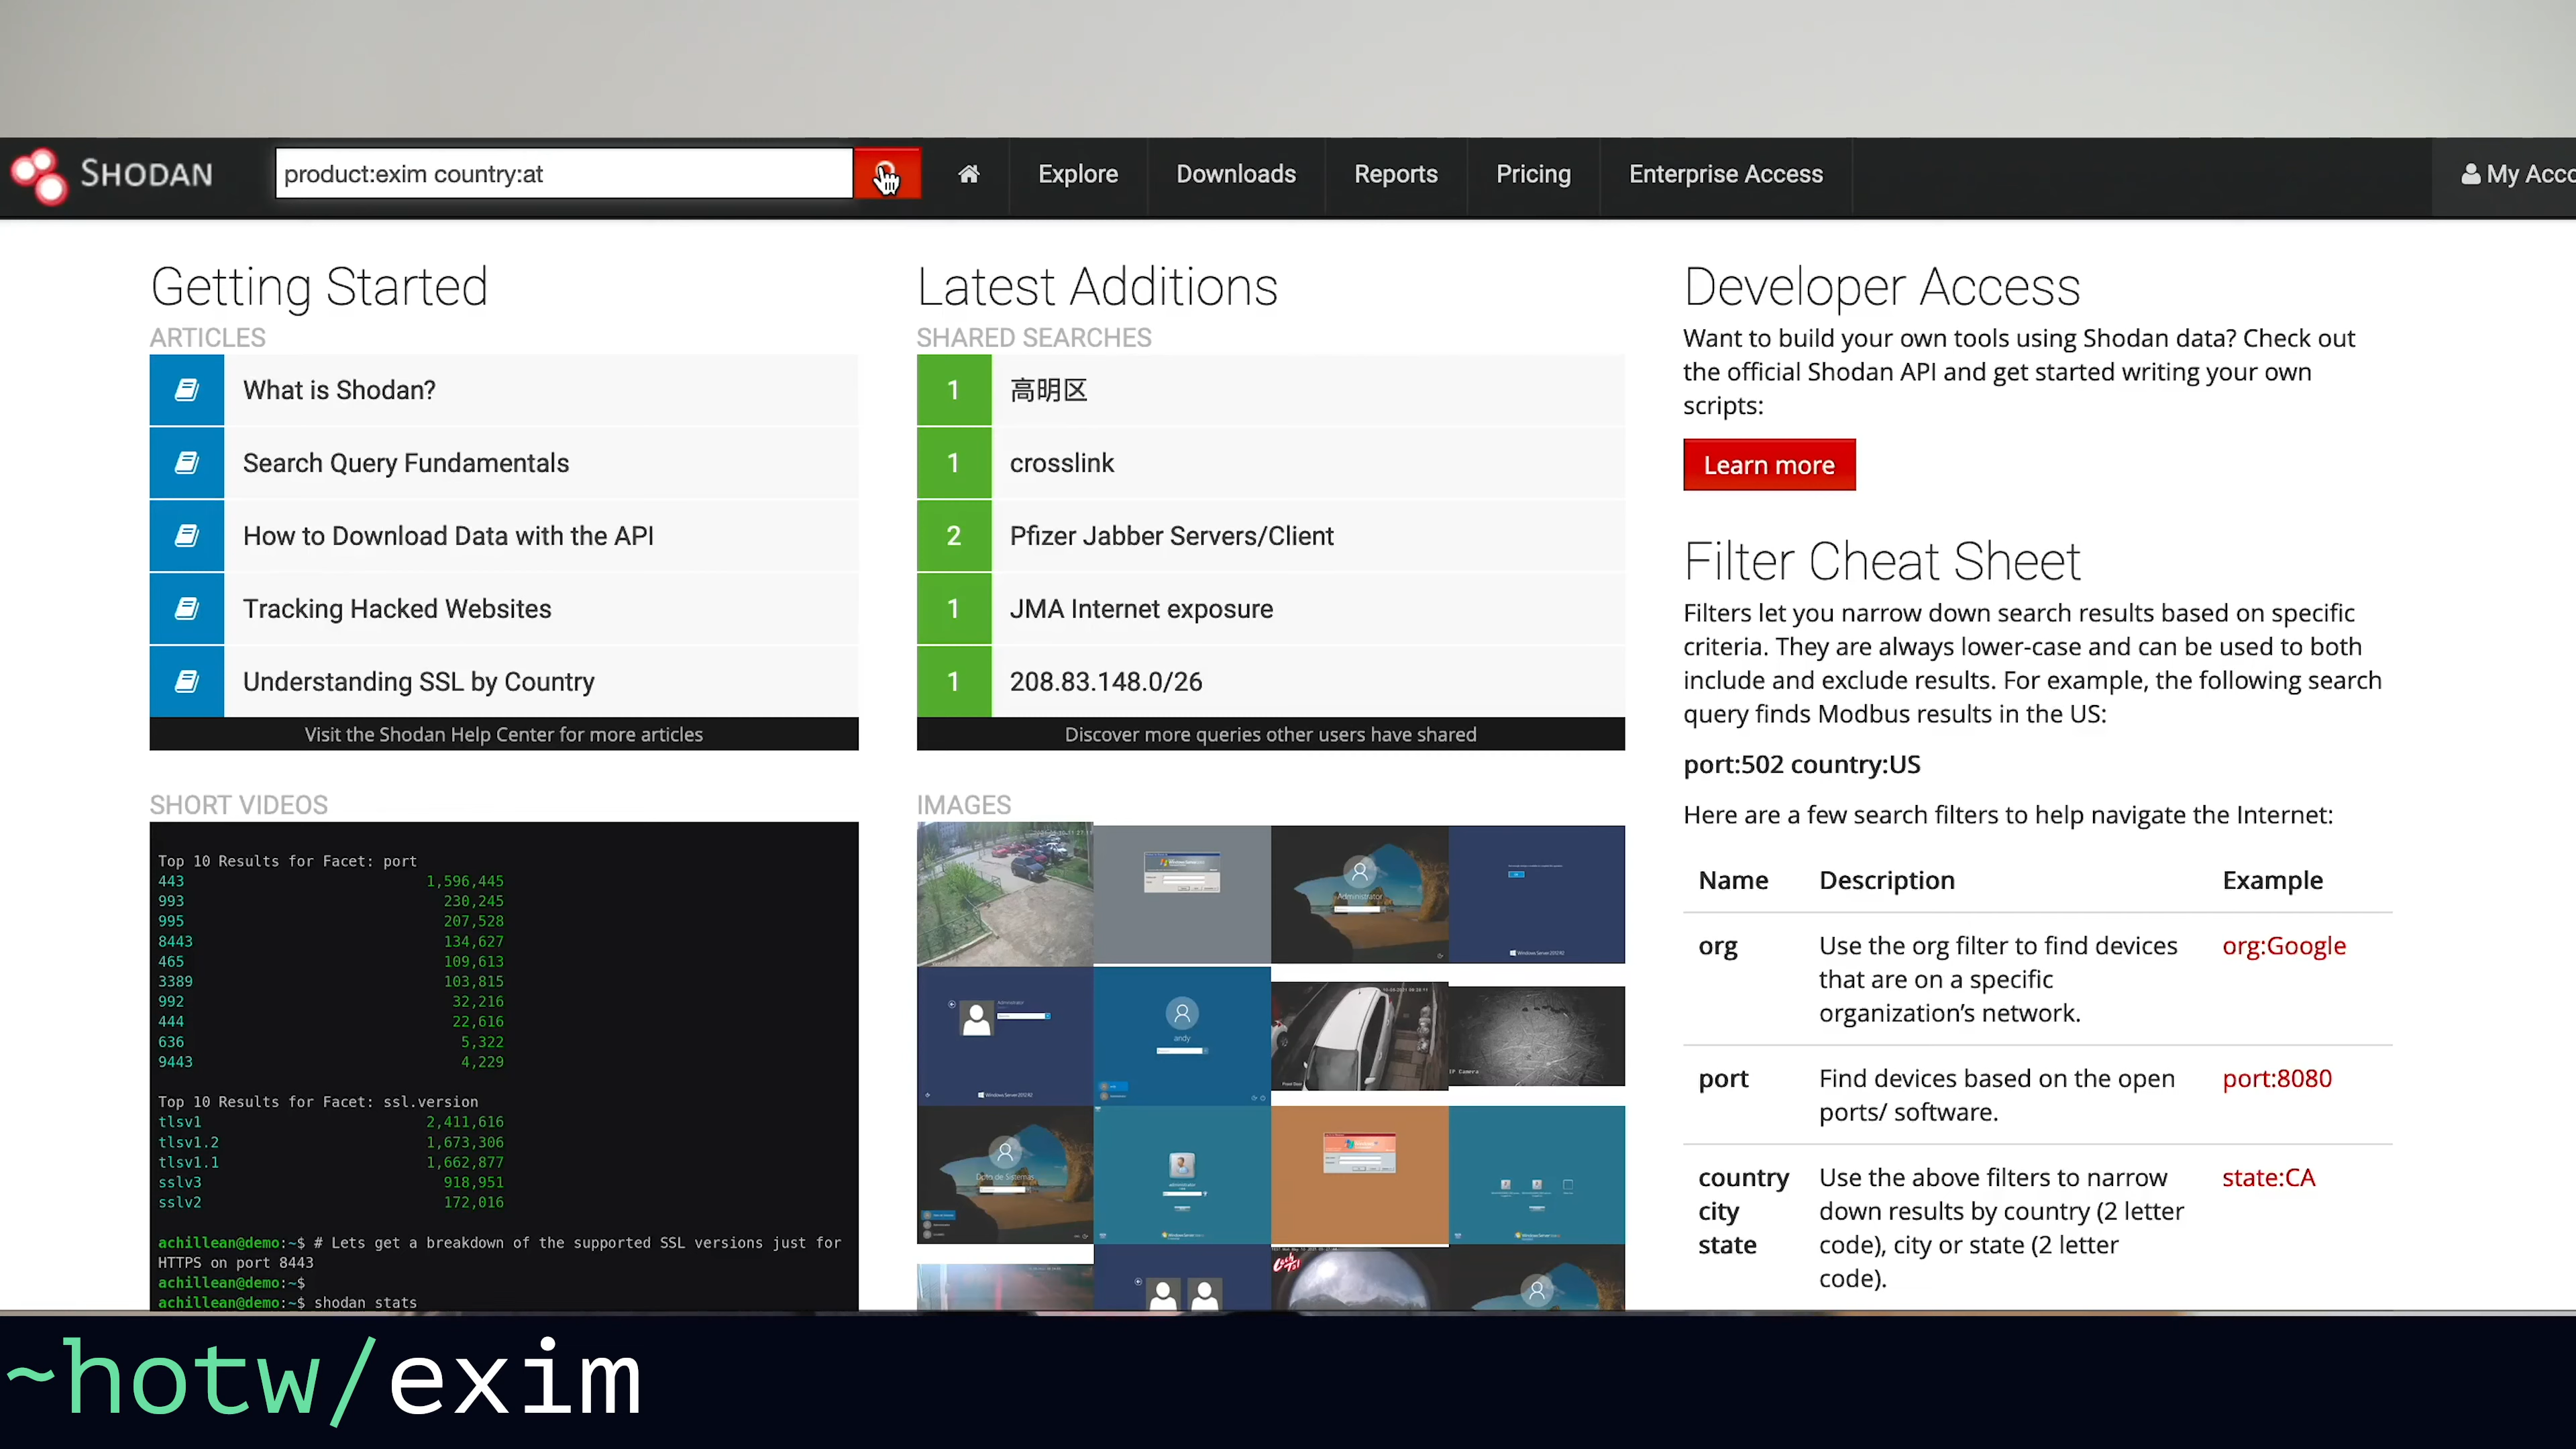 SHODAN
product:exim country:at
Explore
Downloads
Reports
Pricing
Enterprise Access
My Acco
Getting Started
ARTICLES
What is Shodan?
Search Query Fundamentals
How to Download Data with the API
Tracking Hacked Websites
Understanding SSL by Country
Visit the Shodan Help Center for more articles
SHORT VIDEOS
Top 10 Results for Facet: port
443 1,596,445
993 230,245
995 207,528
8443 134,627
465 109,613
3389 103,815
992 32,216
444 22,616
636 5,322
9443 4,229
Top 10 Results for Facet: ssl.version
tlsv1 2,411,616
tlsv1.2 1,673,306
tlsv1.1 1,662,877
sslv3 918,951
sslv2 172,016
achillean@demo:~$ # Lets get a breakdown of the supported SSL versions just for
HTTPS on port 8443
achillean@demo:~$
achillean@demo:~$ shodan stats
Latest Additions
SHARED SEARCHES
1 高明区
1 crosslink
2 Pfizer Jabber Servers/Client
1 JMA Internet exposure
1 208.83.148.0/26
Discover more queries other users have shared
IMAGES
Administrator
andy
Developer Access
Want to build your own tools using Shodan data? Check out
the official Shodan API and get started writing your own
scripts:
Learn more
Filter Cheat Sheet
Filters let you narrow down search results based on specific
criteria. They are always lower-case and can be used to both
include and exclude results. For example, the following search
query finds Modbus results in the US:
port:502 country:US
Here are a few search filters to help navigate the Internet:
Name Description Example
org Use the org filter to find devices org:Google
that are on a specific
organization's network.
port Find devices based on the open port:8080
ports/ software.
country Use the above filters to narrow state:CA
city down results by country (2 letter
state code), city or state (2 letter
code).
~hotw/exim